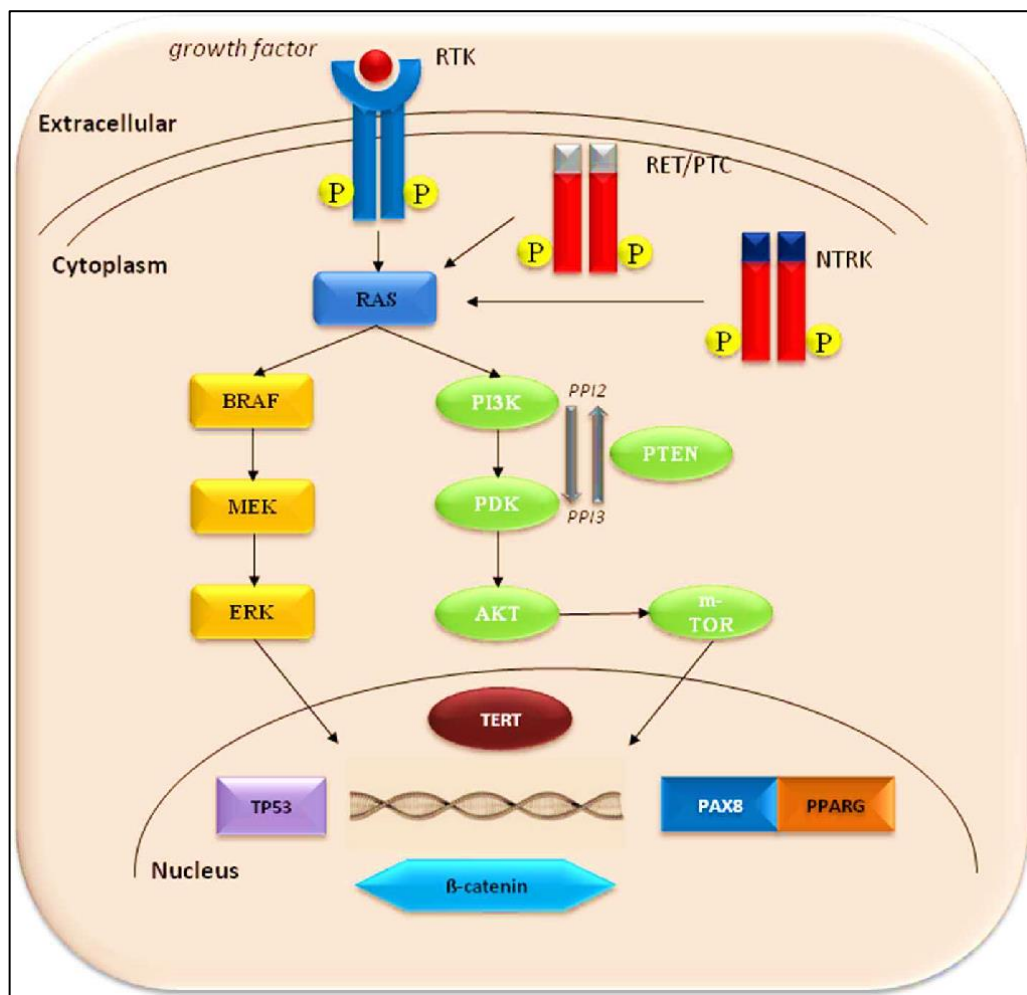 growth factor
RTK
Extracellular
RET/PTC
P
P
Cytoplasm
P
P
NTRK
RAS
P
P
BRAF
PI3K
PPI2
PTEN
MEK
PDK
PPI3
ERK
AKT
m-
TOR
TERT
TP53
PAX8
PPARG
Nucleus
ß-catenin